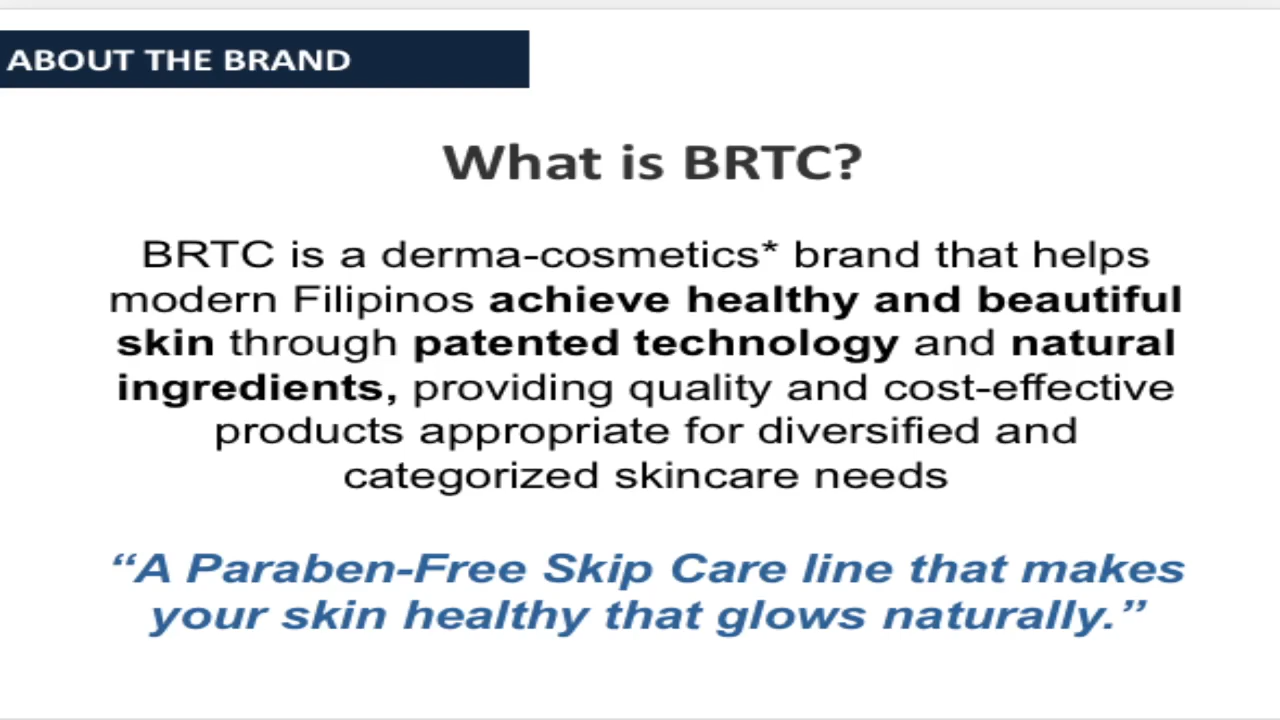 ABOUT THE BRAND
What is BRTC?
BRTC is a derma-cosmetics* brand that helps
modern Filipinos achieve healthy and beautiful
skin through patented technology and natural
ingredients, providing quality and cost-effective
products appropriate for diversified and
categorized skincare needs
“A Paraben-Free Skip Care line that makes
your skin healthy that glows naturally.”